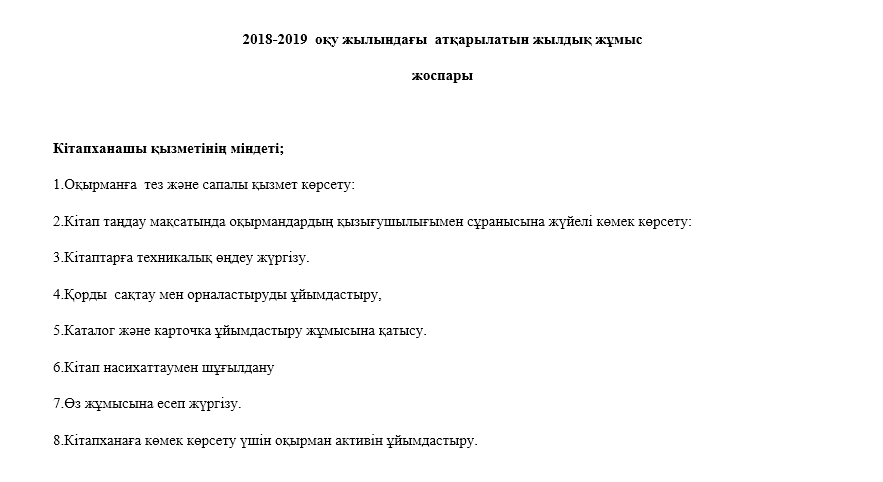 2018-2019  оқу жылындағы  атқарылатын жылдық жұмыс
жоспары
Кітапханашы қызметінің міндеті;
1.Оқырманға  тез және сапалы қызмет көрсету:
2.Кітап таңдау мақсатында оқырмандардың қызығушылығымен сұранысына жүйелі көмек көрсету:
3.Кітаптарға техникалық өңдеу жүргізу.
4.Қорды  сақтау мен орналастыруды ұйымдастыру,
5.Каталог және карточка ұйымдастыру жұмысына қатысу.
6.Кітап насихаттаумен шұғылдану
7.Өз жұмысына есеп жүргізу.
8.Кітапханаға көмек көрсету үшін оқырман активін ұйымдастыру.